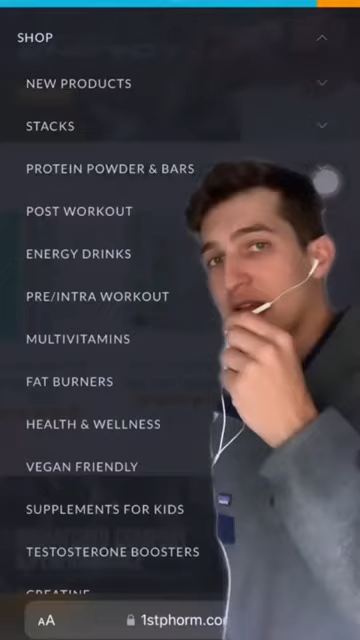 SHOP
NEW PRODUCTS
STACKS
PROTEIN POWDER & BARS
POST WORKOUT
ENERGY DRINKS
PRE/INTRA WORKOUT
MULTIVITAMINS
FAT BURNERS
HEALTH & WELLNESS
VEGAN FRIENDLY
SUPPLEMENTS FOR KIDS
TESTOSTERONE BOOSTERS
CREATINE
AA 1stphorm.co